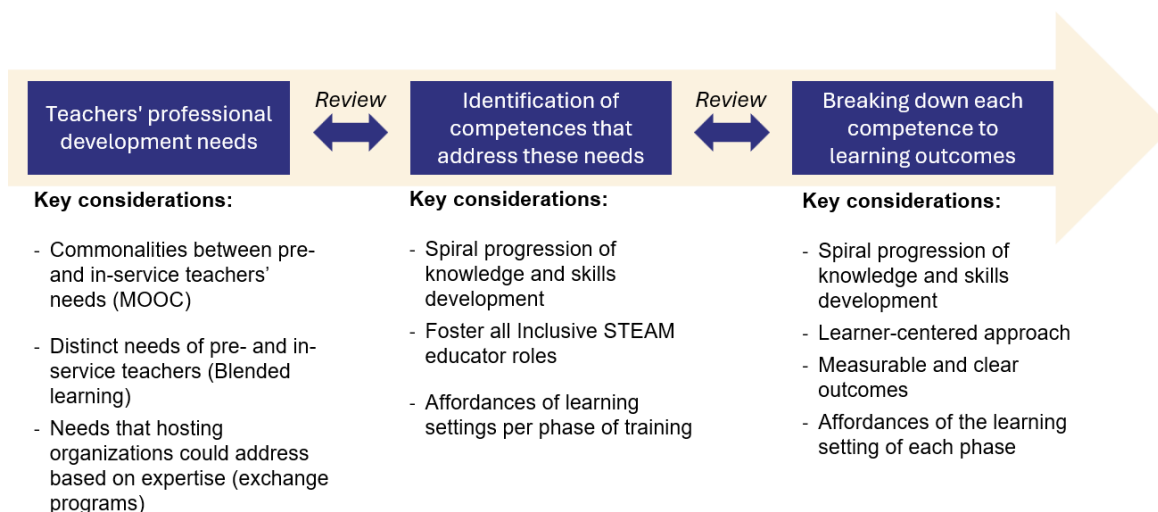 Teachers' professional
development needs
Review
Identification of
competences that
address these needs
Review
Breaking down each
competence to
learning outcomes
Key considerations:
- Commonalities between pre-
and in-service teachers'
needs (MOOC)
- Distinct needs of pre- and in-
service teachers (Blended
learning)
- Needs that hosting
organizations could address
based on expertise (exchange
programs)
Key considerations:
- Spiral progression of
knowledge and skills
development
- Foster all Inclusive STEAM
educator roles
- Affordances of learning
settings per phase of training
Key considerations:
- Spiral progression of
knowledge and skills
development
- Learner-centered approach
- Measurable and clear
outcomes
- Affordances of the learning
setting of each phase